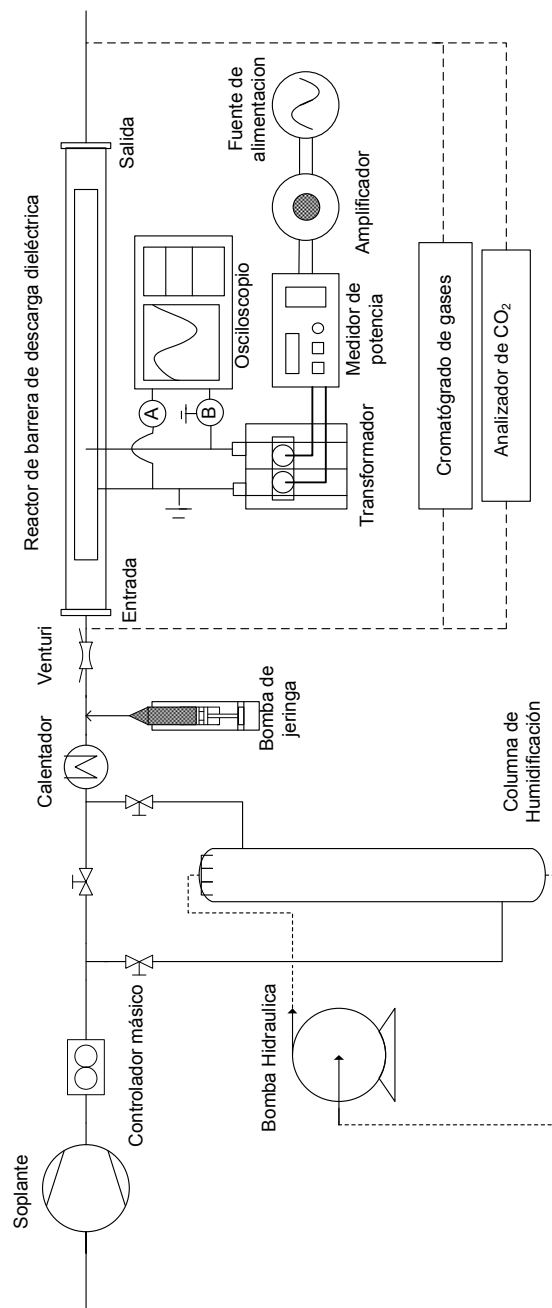 Soplante
Controlador másico
Bomba Hidraulica
Columna de
Humidificación
Calentador
Bomba de
jeringa
Venturi
Entrada
Reactor de barrera de descarga dieléctrica
Salida
A
B
Osciloscopio
Transformador
Medidor de
potencia
Amplificador
Fuente de
alimentacion
Cromatógrado de gases
Analizador de CO₂